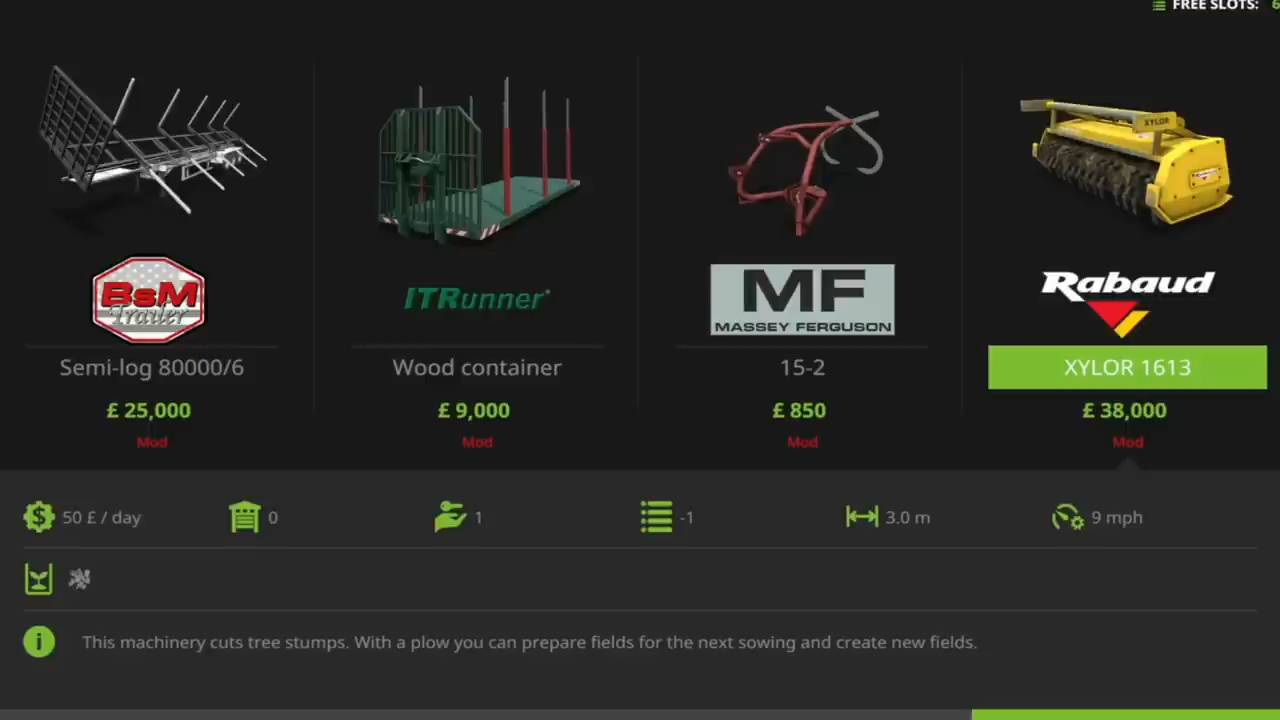 FREE SLOTS: 6
XYLOR
BSM
Trailer
ITRunner
MF
MASSEY FERGUSON
Rabaud
Semi-log 80000/6
Wood container
15-2
XYLOR 1613
£ 25,000
£ 9,000
£ 850
£ 38,000
Mod
Mod
Mod
Mod
50 £ / day
0
1
-1
3.0 m
9 mph
This machinery cuts tree stumps. With a plow you can prepare fields for the next sowing and create new fields.